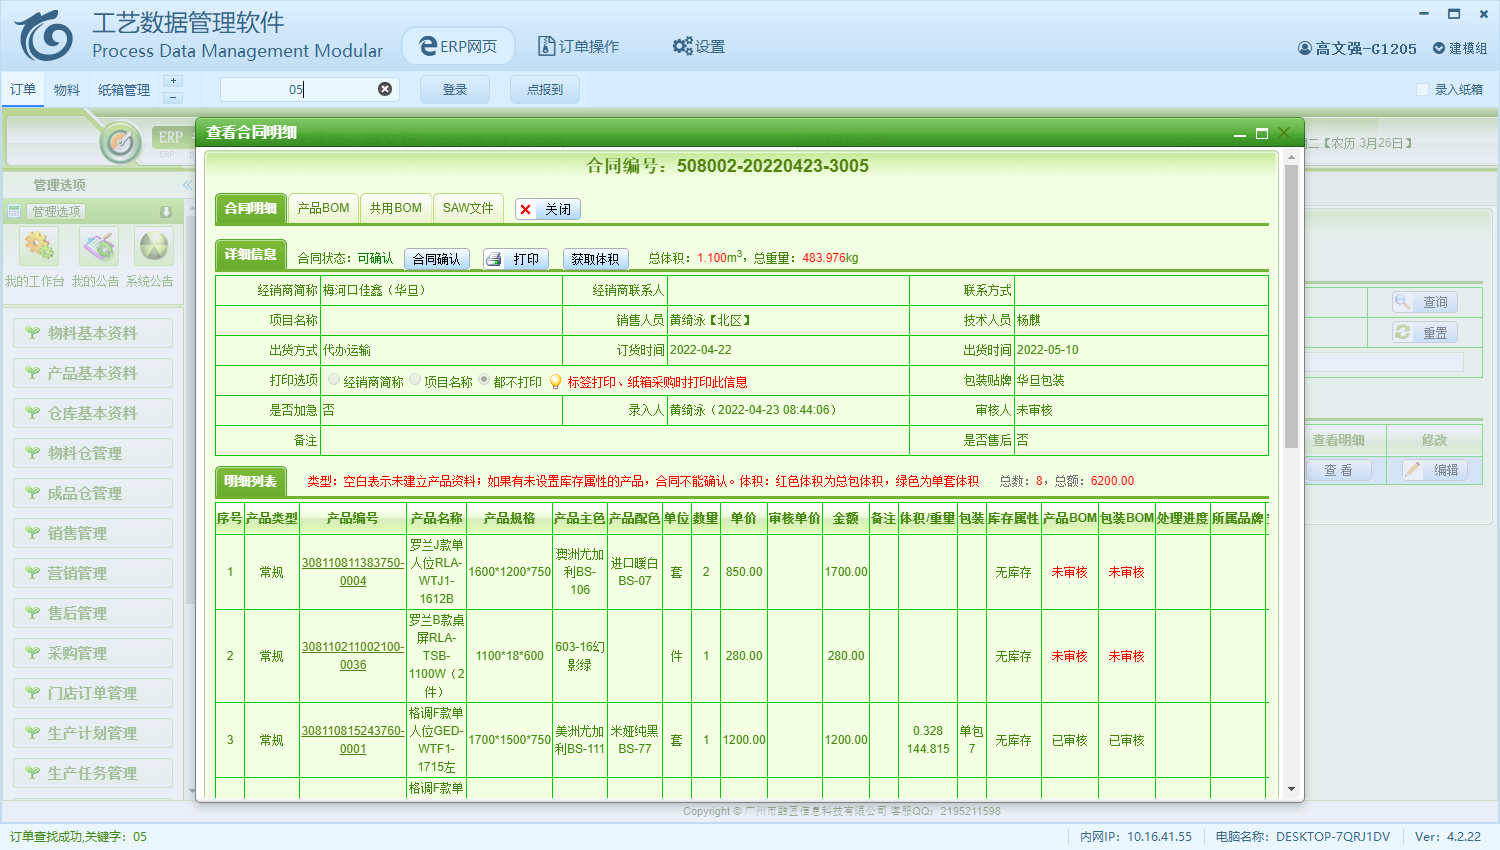 工艺数据管理软件
Process Data Management Modular
ERP网页
订单操作
设置
高文强-G1205
建模组
订单
物料
纸箱管理
05
登录
点报到
录入纸箱
ERP
查看合同明细
二【农历 3月26日】
合同编号：508002-20220423-3005
管理选项
管理选项
我的工作台 我的公告 系统公告
物料基本资料
产品基本资料
仓库基本资料
物料仓管理
成品仓管理
销售管理
营销管理
售后管理
采购管理
门店订单管理
生产计划管理
生产任务管理
合同明细 产品BOM 共用BOM SAW文件 关闭
详细信息 合同状态：可确认 合同确认 打印 获取体积 总体积：1.100m3，总重量：483.976kg
经销商简称 梅河口佳鑫（华旦） 经销商联系人 联系方式
项目名称 销售人员 黄绮泳【北区】 技术人员 杨麒
出货方式 代办运输 订货时间 2022-04-22 出货时间 2022-05-10
打印选项 经销商简称 项目名称 都不打印 标签打印、纸箱采购时打印此信息 包装贴牌 华旦包装
是否加急 否 录入人 黄绮泳（2022-04-23 08:44:06） 审核人 未审核
备注 是否售后 否
明细列表 类型：空白表示未建立产品资料；如果有未设置库存属性的产品，合同不能确认。体积：红色体积为总包体积，绿色为单套体积 总数：8，总额：6200.00
序号 产品类型 产品编号 产品名称 产品规格 产品主色 产品配色 单位 数量 单价 审核单价 金额 备注 体积/重量 包装 库存属性 产品BOM 包装BOM 处理进度 所属品牌
1 常规 308110811383750-0004 罗兰J款单人位RLA-WTJ1-1612B 1600*1200*750 澳洲尤加利BS-106 进口暖白BS-07 套 2 850.00 1700.00 无库存 未审核 未审核
2 常规 308110211002100-0036 罗兰B款桌屏RLA-TSB-1100W（2件） 1100*18*600 603-16幻影绿 件 1 280.00 280.00 无库存 未审核 未审核
3 常规 308110815243760-0001 格调F款单人位GED-WTF1-1715左 1700*1500*750 美洲尤加利BS-111 米娅纯黑BS-77 套 1 1200.00 1200.00 0.328 144.815 单包7 无库存 已审核 已审核
格调F款单
查询
重置
查看明细 修改
查 看 编辑
Copyright © 广州市酷匠信息科技有限公司 客服QQ：2195211598
订单查找成功,关键字：05
内网IP：10.16.41.55
电脑名称：DESKTOP-7QRJ1DV
Ver：4.2.22